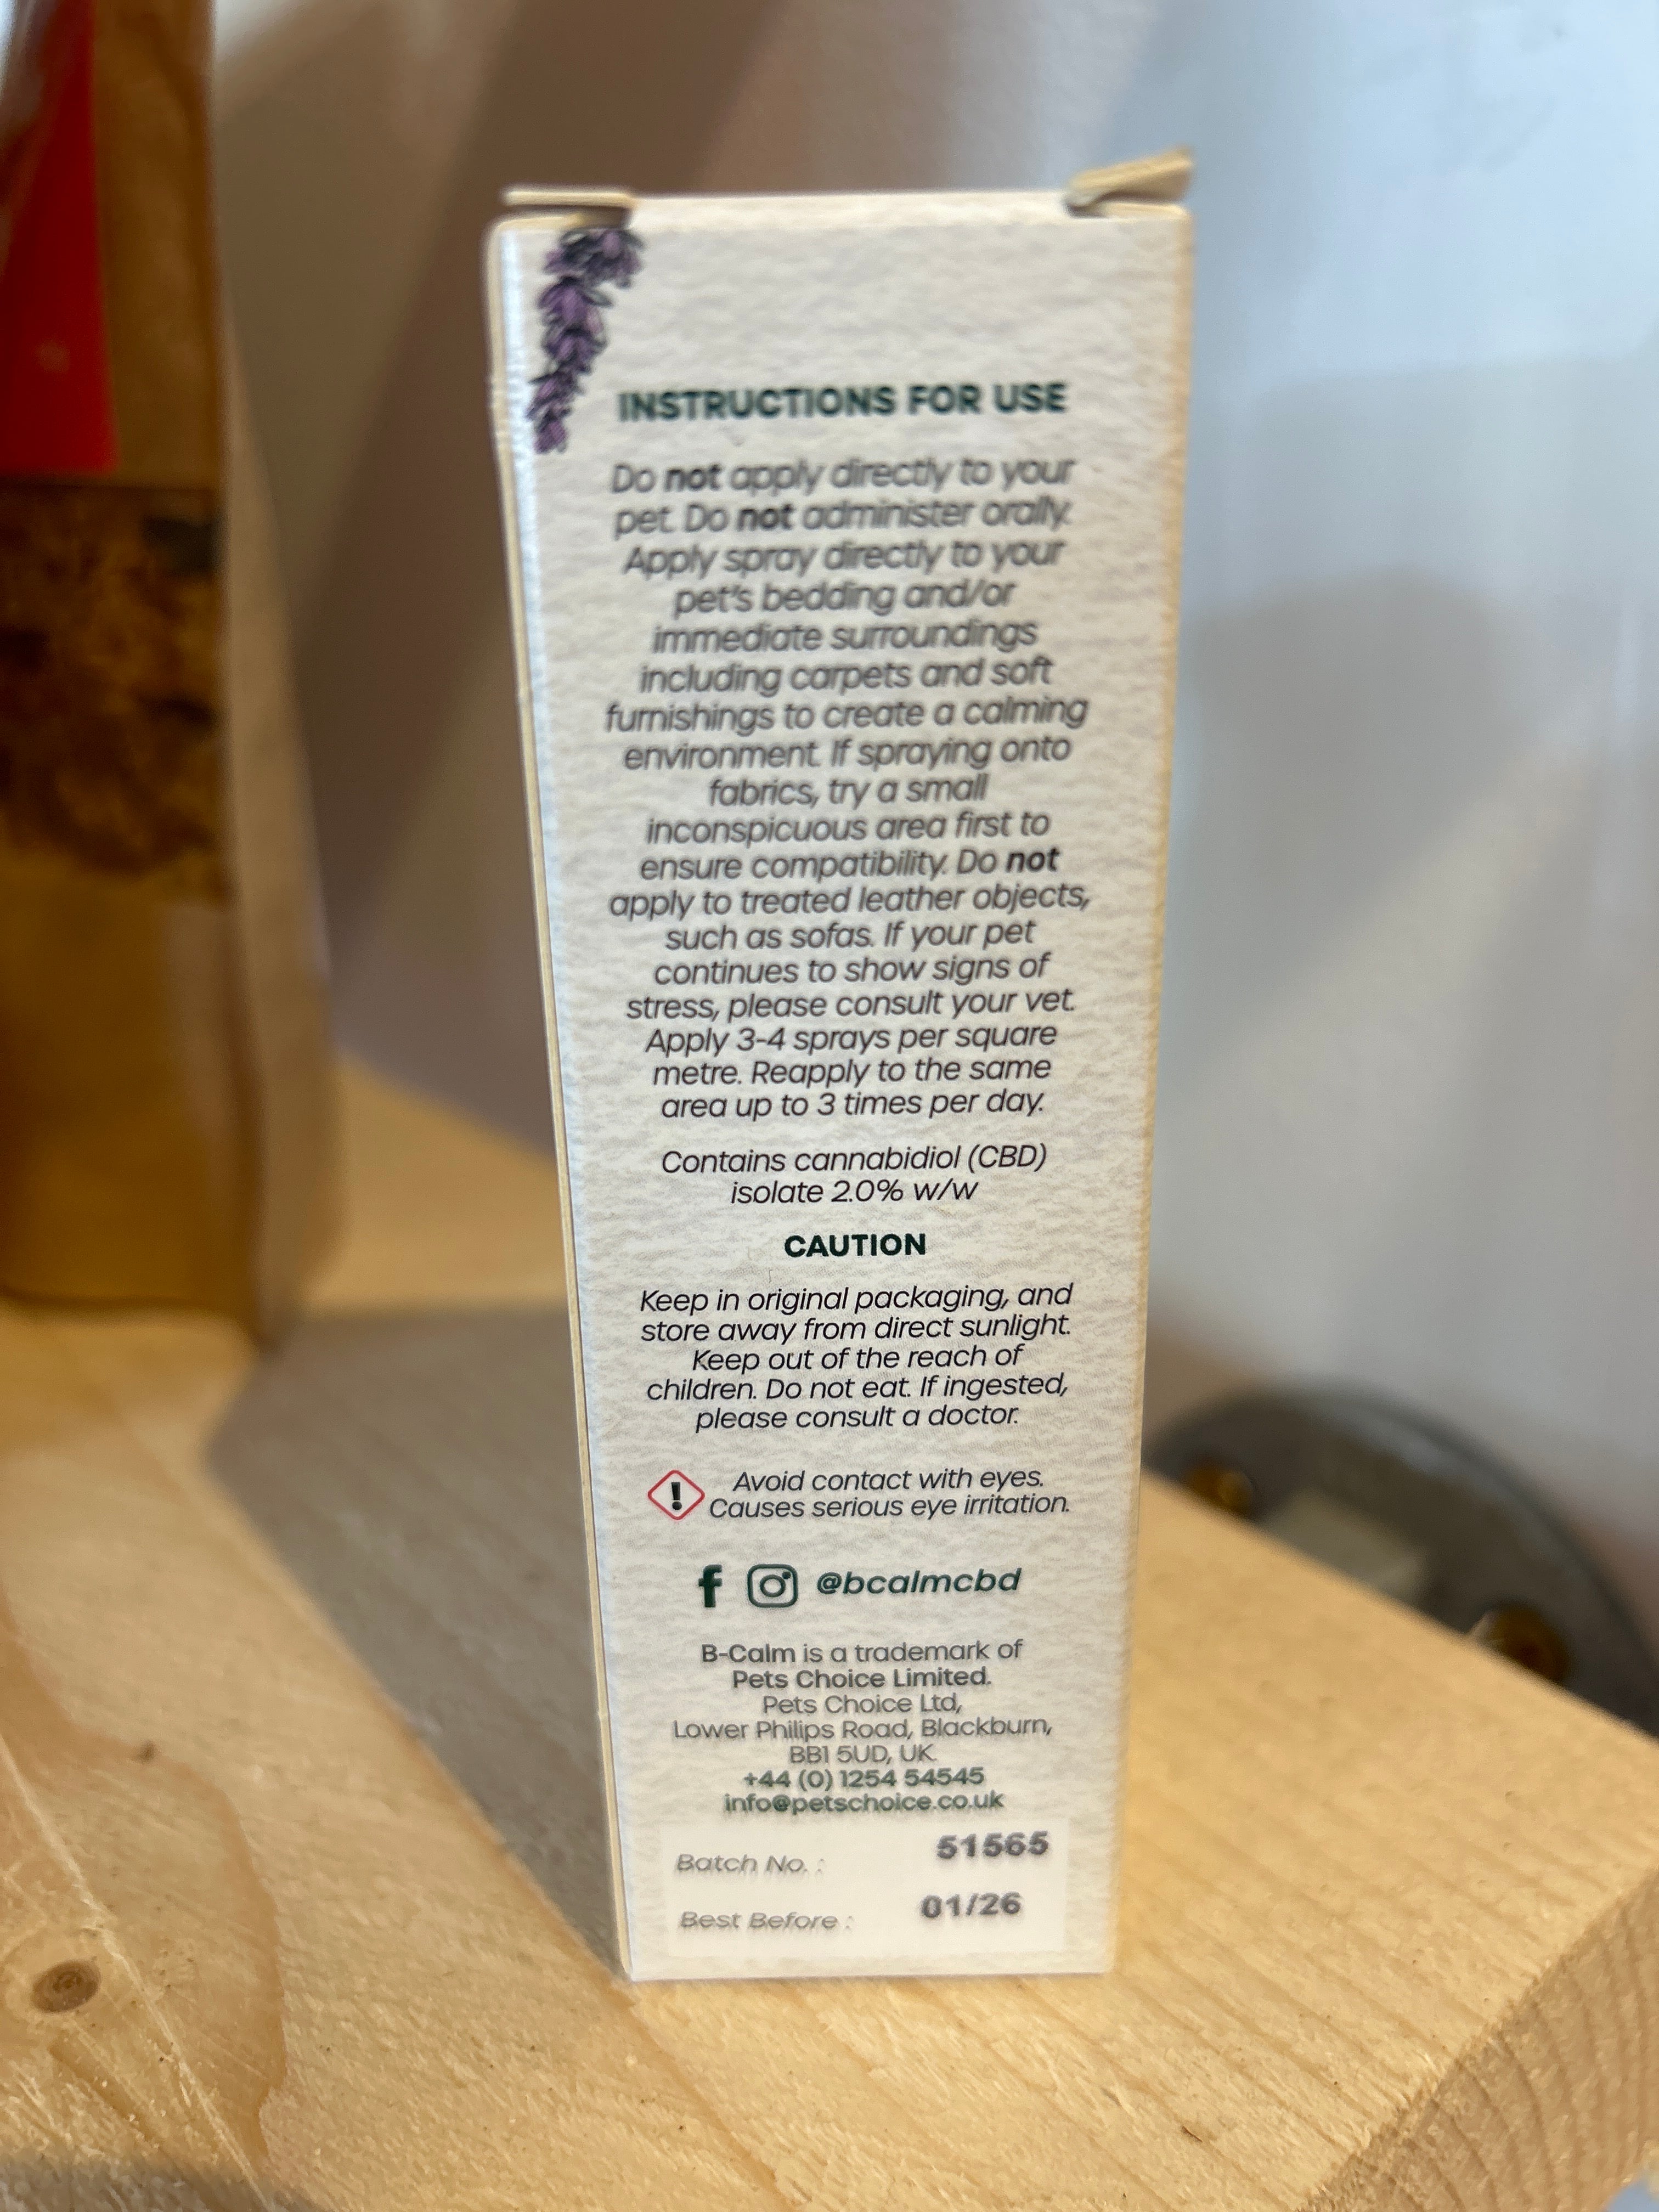 INSTRUCTIONS FOR USE
Do not apply directly to your
pet. Do not administer orally.
Apply spray directly to your
pet's bedding and/or
immediate surroundings
including carpets and soft
furnishings to create a calming
environment. If spraying onto
fabrics, try a small
inconspicuous area first to
ensure compatibility. Do not
apply to treated leather objects,
such as sofas. If your pet
continues to show signs of
stress, please consult your vet.
Apply 3-4 sprays per square
metre. Reapply to the same
area up to 3 times per day.
Contains cannabidiol (CBD)
isolate 2.0% w/w
CAUTION
Keep in original packaging, and
store away from direct sunlight.
Keep out of the reach of
children. Do not eat. If ingested,
please consult a doctor.
Avoid contact with eyes.
Causes serious eye irritation.
@bcalmcbd
B-Calm is a trademark of
Pets Choice Limited.
Pets Choice Ltd,
Lower Philips Road, Blackburn,
BB1 5UD, UK.
+44 (0) 1254 54545
info@petschoice.co.uk
Batch No. : 51565
Best Before : 01/26